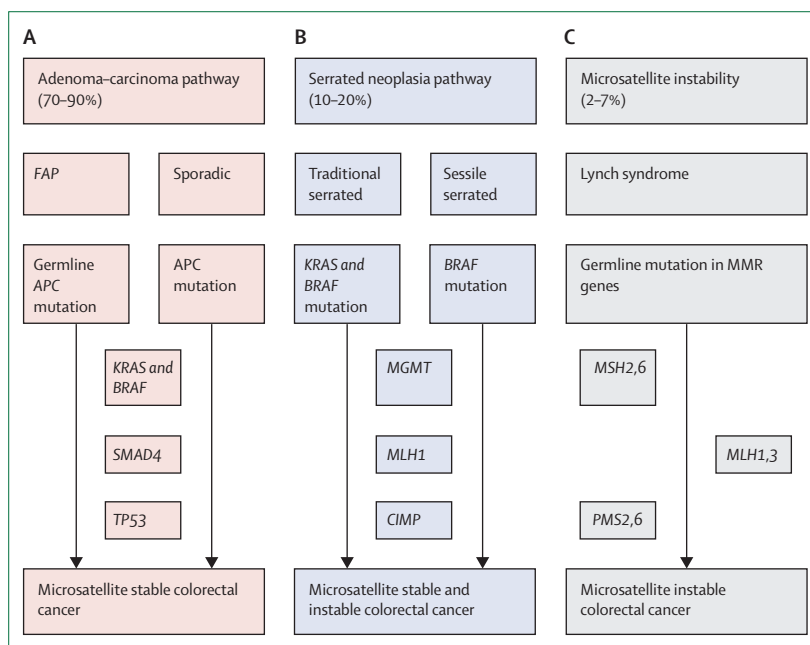 A
Adenoma–carcinoma pathway
(70–90%)
FAP
Sporadic
Germline
APC
mutation
APC
mutation
KRAS and
BRAF
SMAD4
TP53
Microsatellite stable colorectal
cancer
B
Serrated neoplasia pathway
(10–20%)
Traditional
serrated
Sessile
serrated
KRAS and
BRAF
mutation
BRAF
mutation
MGMT
MLH1
CIMP
Microsatellite stable and
instable colorectal cancer
C
Microsatellite instability
(2–7%)
Lynch syndrome
Germline mutation in MMR
genes
MSH2,6
MLH1,3
PMS2,6
Microsatellite instable
colorectal cancer